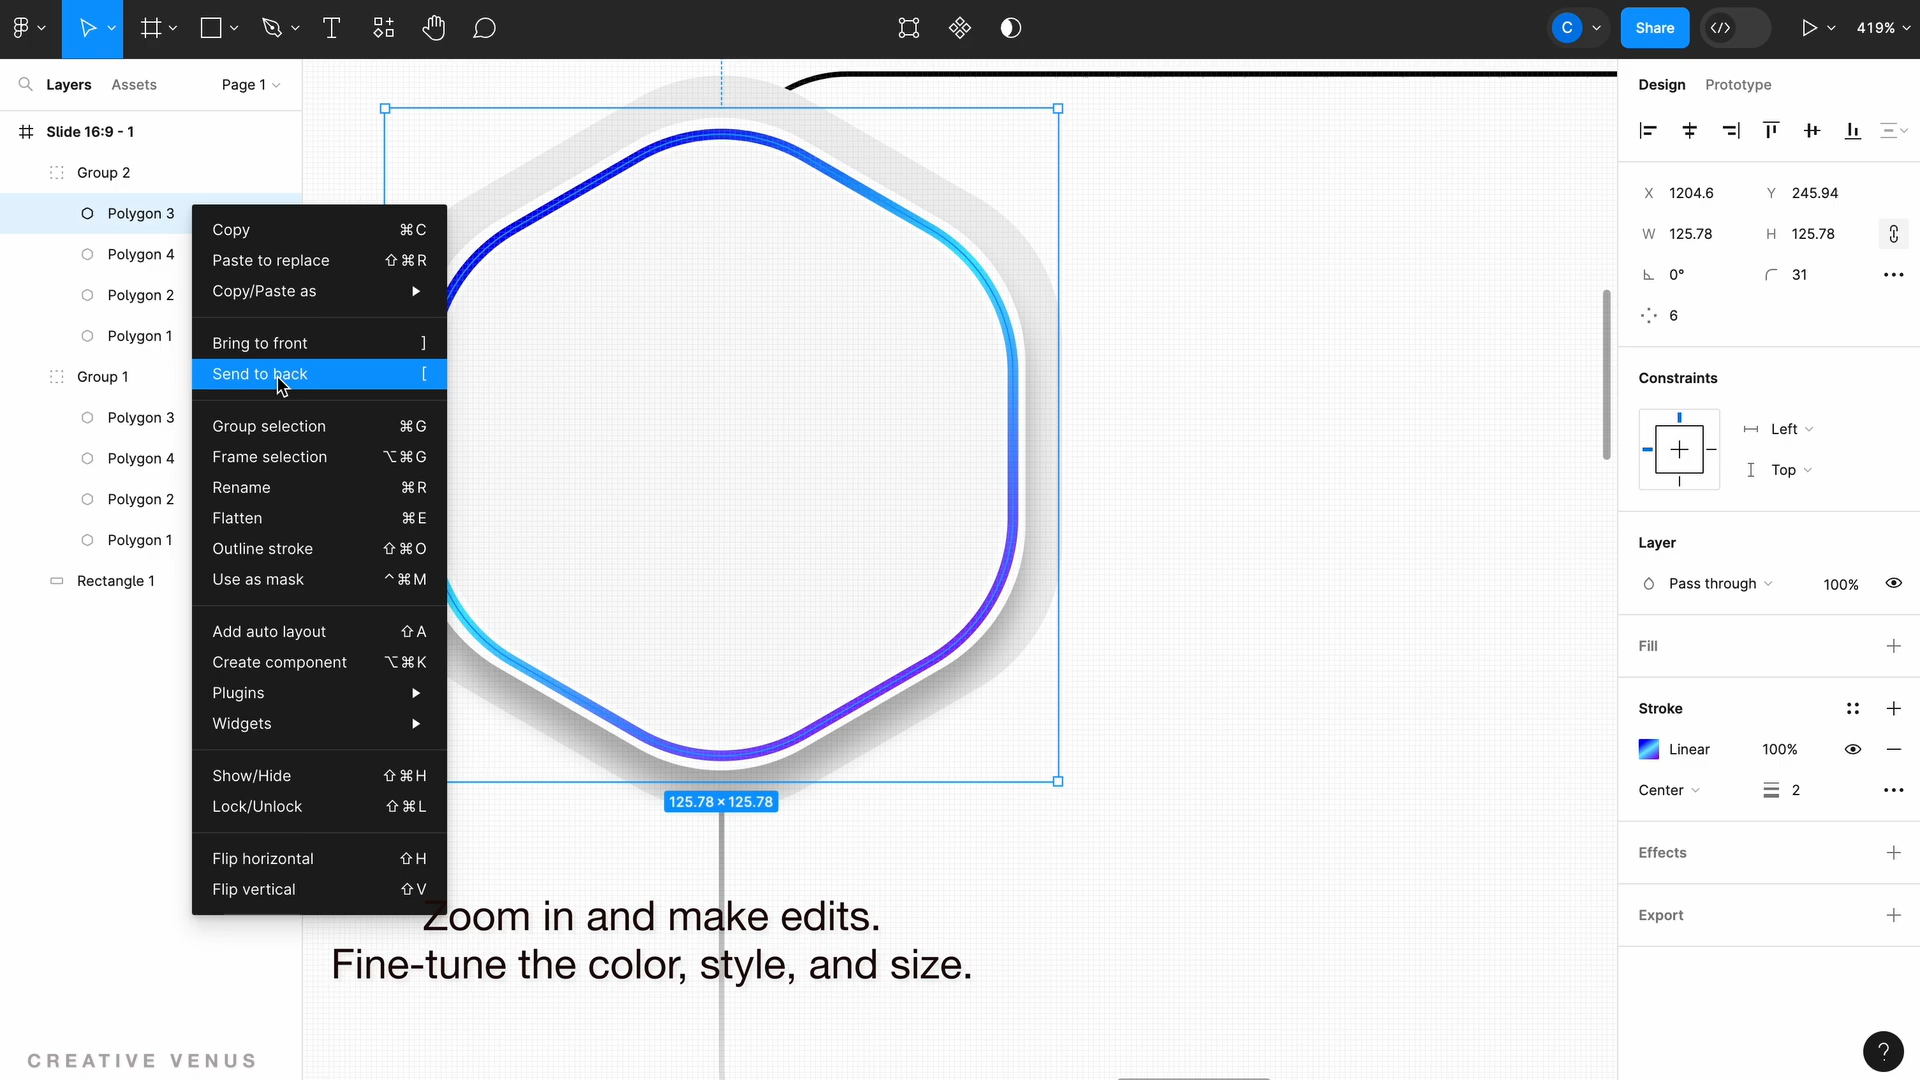 C
Share
419%
Layers
Assets
Page 1
Design
Prototype
Slide 16:9 - 1
Group 2
Polygon 3
Polygon 4
Polygon 2
Polygon 1
Group 1
Polygon 3
Polygon 4
Polygon 2
Polygon 1
Rectangle 1
Copy ⌘C
Paste to replace ⇧⌘R
Copy/Paste as
Bring to front ]
Send to back [
Group selection ⌘G
Frame selection ⌥⌘G
Rename ⌘R
Flatten ⌘E
Outline stroke ⇧⌘O
Use as mask ^⌘M
Add auto layout ⇧A
Create component ⌥⌘K
Plugins
Widgets
Show/Hide ⇧⌘H
Lock/Unlock ⇧⌘L
Flip horizontal ⇧H
Flip vertical ⇧V
125.78 × 125.78
Zoom in and make edits.
Fine-tune the color, style, and size.
X 1204.6 Y 245.94
W 125.78 H 125.78
0° 31
6
Constraints
Left
Top
Layer
Pass through 100%
Fill
Stroke
Linear 100%
Center 2
Effects
Export
CREATIVE VENUS
?